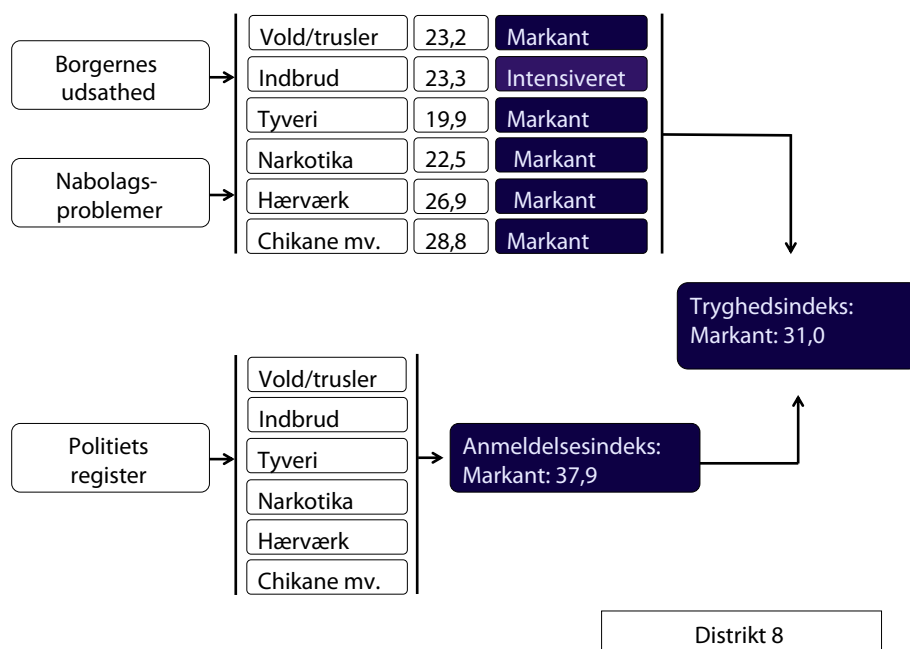 Borgernes
udsathed
Nabolags-
problemer
Vold/trusler 23,2 Markant
Indbrud 23,3 Intensiveret
Tyveri 19,9 Markant
Narkotika 22,5 Markant
Hærværk 26,9 Markant
Chikane mv. 28,8 Markant
Tryghedsindeks:
Markant: 31,0
Politiets
register
Vold/trusler
Indbrud
Tyveri
Narkotika
Hærværk
Chikane mv.
Anmeldelsesindeks:
Markant: 37,9
Distrikt 8